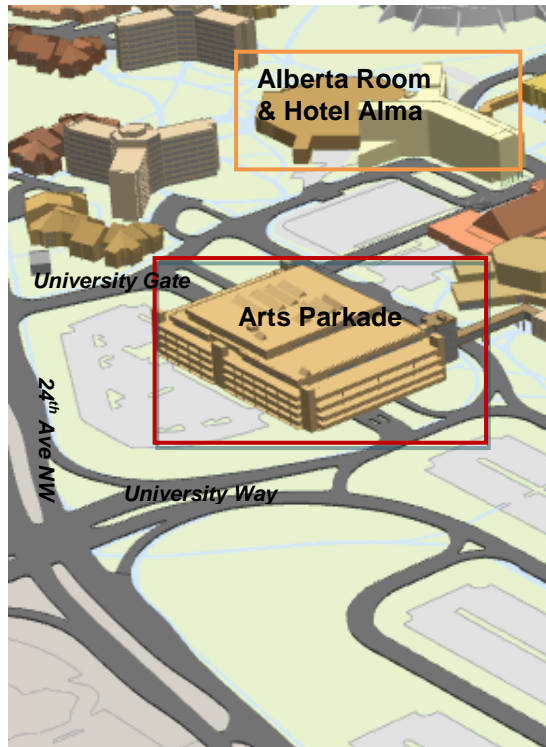 Alberta Room
& Hotel Alma
University Gate
Arts Parkade
24th Ave NW
University Way